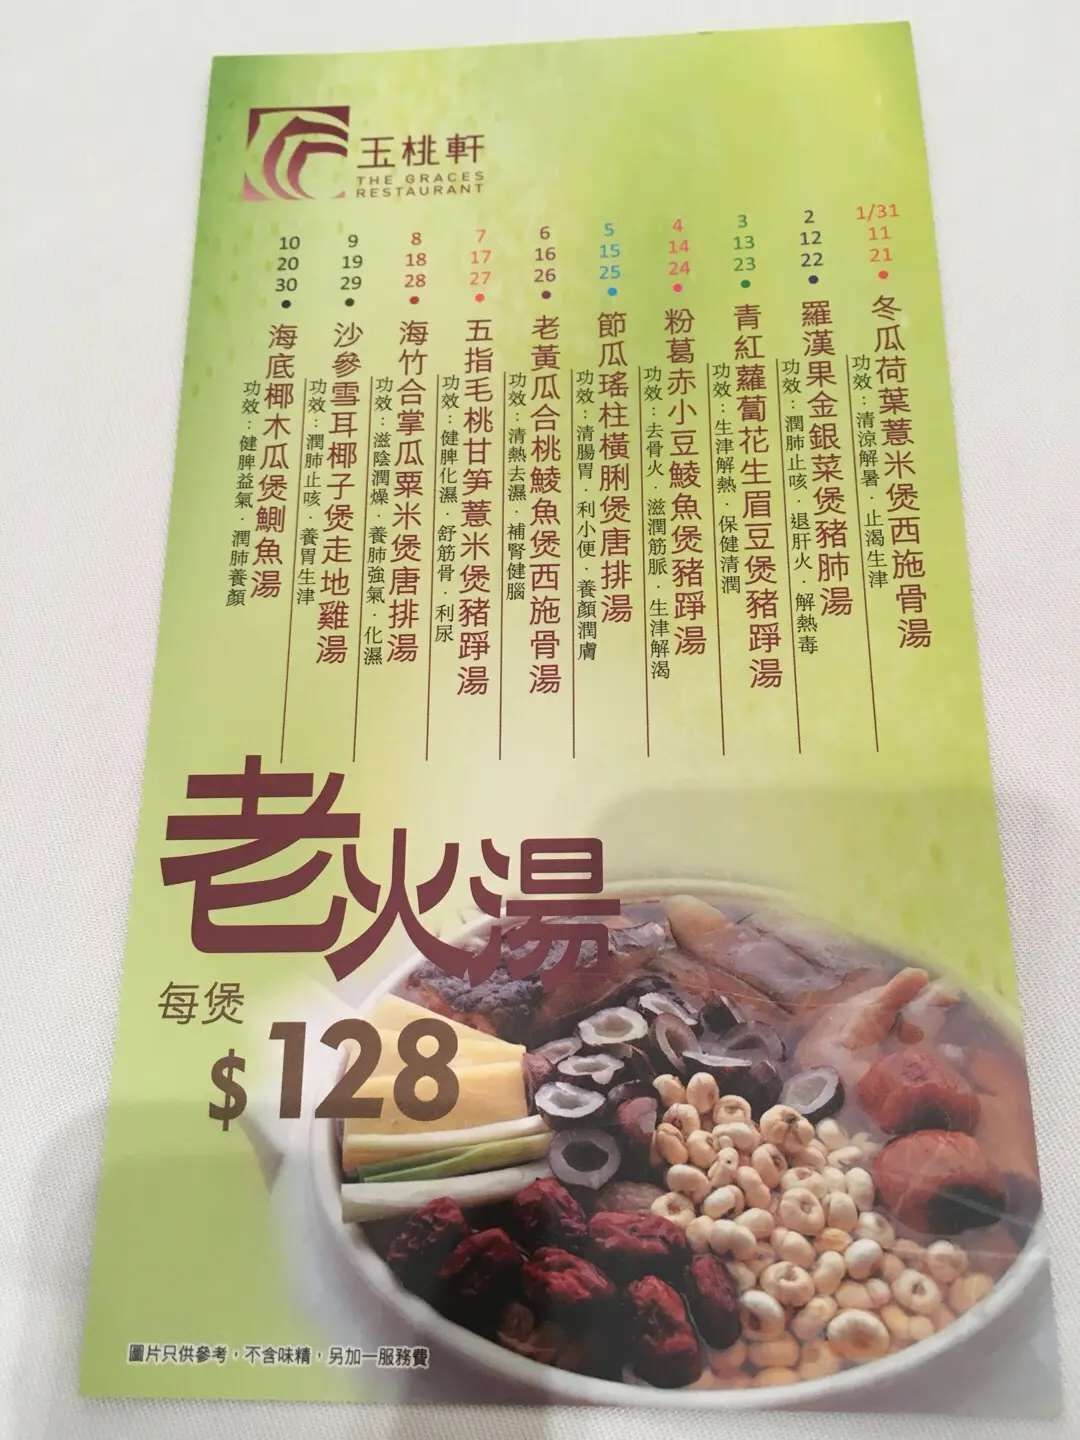 玉桃軒
THE GRACES
RESTAURANT
1/31
11
21
冬瓜荷葉薏米煲西施骨湯
功效：清涼解暑．止渴生津
2
12
22
羅漢果金銀菜煲豬肺湯
功效：潤肺止咳．退肝火．解熱毒
3
13
23
青紅蘿蔔花生眉豆煲豬踭湯
功效：生津解熱．保健清潤
4
14
24
粉葛赤小豆鯪魚煲豬踭湯
功效：去骨火．滋潤筋脈．生津解渴
5
15
25
節瓜瑤柱橫脷煲唐排湯
功效：清腸胃．利小便．養顏潤膚
6
16
26
老黃瓜合桃鯪魚煲西施骨湯
功效：清熱去濕．補腎健腦
7
17
27
五指毛桃甘笋薏米煲豬踭湯
功效：健脾化濕．舒筋骨．利尿
8
18
28
海竹合掌瓜粟米煲唐排湯
功效：滋陰潤燥．養肺強氣．化濕
9
19
29
沙參雪耳椰子煲走地雞湯
功效：潤肺止咳．養胃生津
10
20
30
海底椰木瓜煲鰂魚湯
功效：健脾益氣．潤肺養顏
老火湯
每煲
$128
圖片只供參考，不含味精，另加一服務費